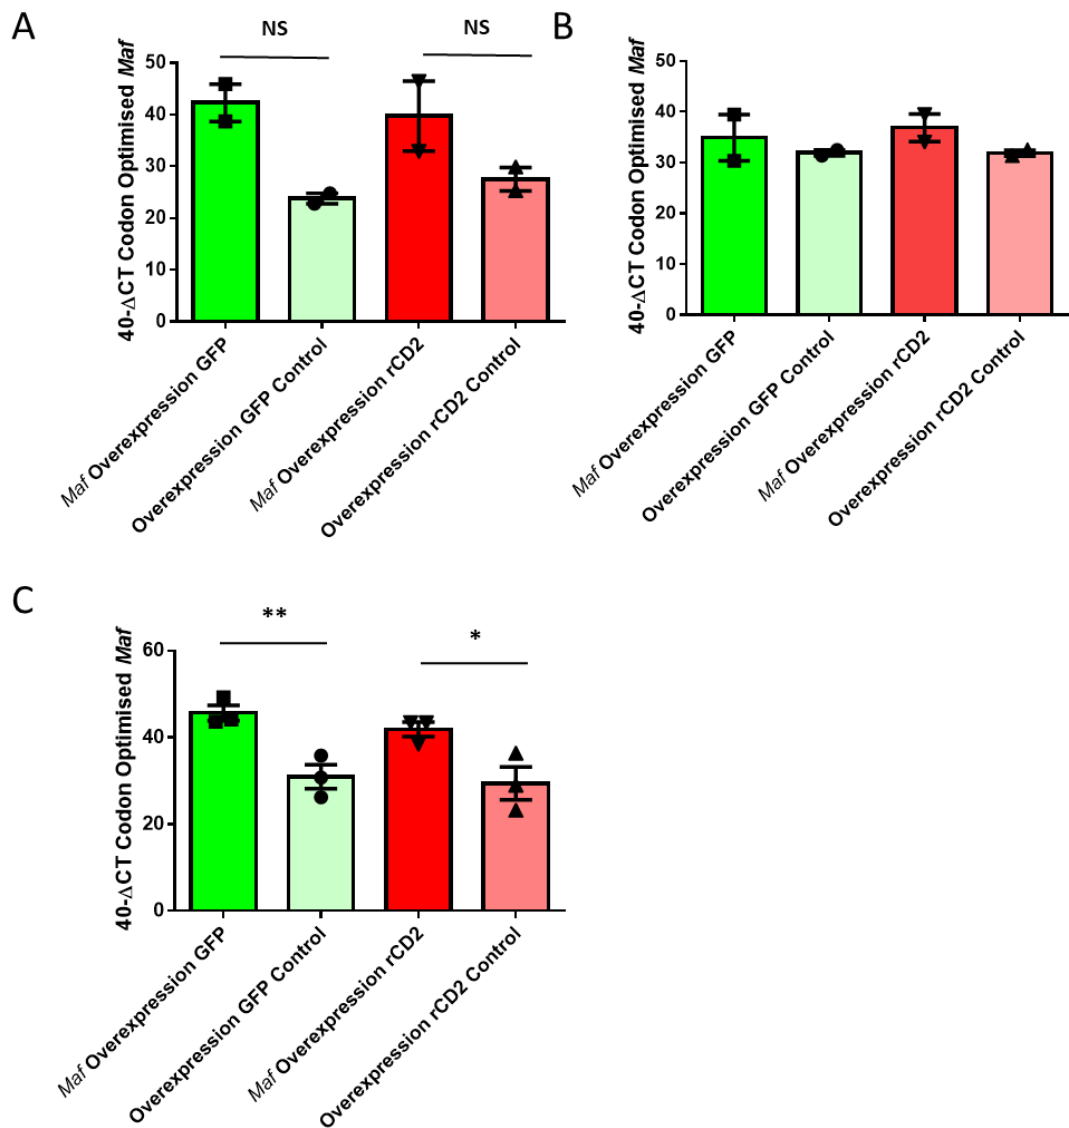 A
NS
NS
40-ΔCT Codon Optimised Maf
50
40
30
20
10
0
Maf Overexpression GFP
Overexpression GFP Control
Maf Overexpression rCD2
Overexpression rCD2 Control
B
40-ΔCT Codon Optimised Maf
50
40
30
20
10
0
Maf Overexpression GFP
Overexpression GFP Control
Maf Overexpression rCD2
Overexpression rCD2 Control
C
**
*
40-ΔCT Codon Optimised Maf
60
40
20
0
Maf Overexpression GFP
Overexpression GFP Control
Maf Overexpression rCD2
Overexpression rCD2 Control